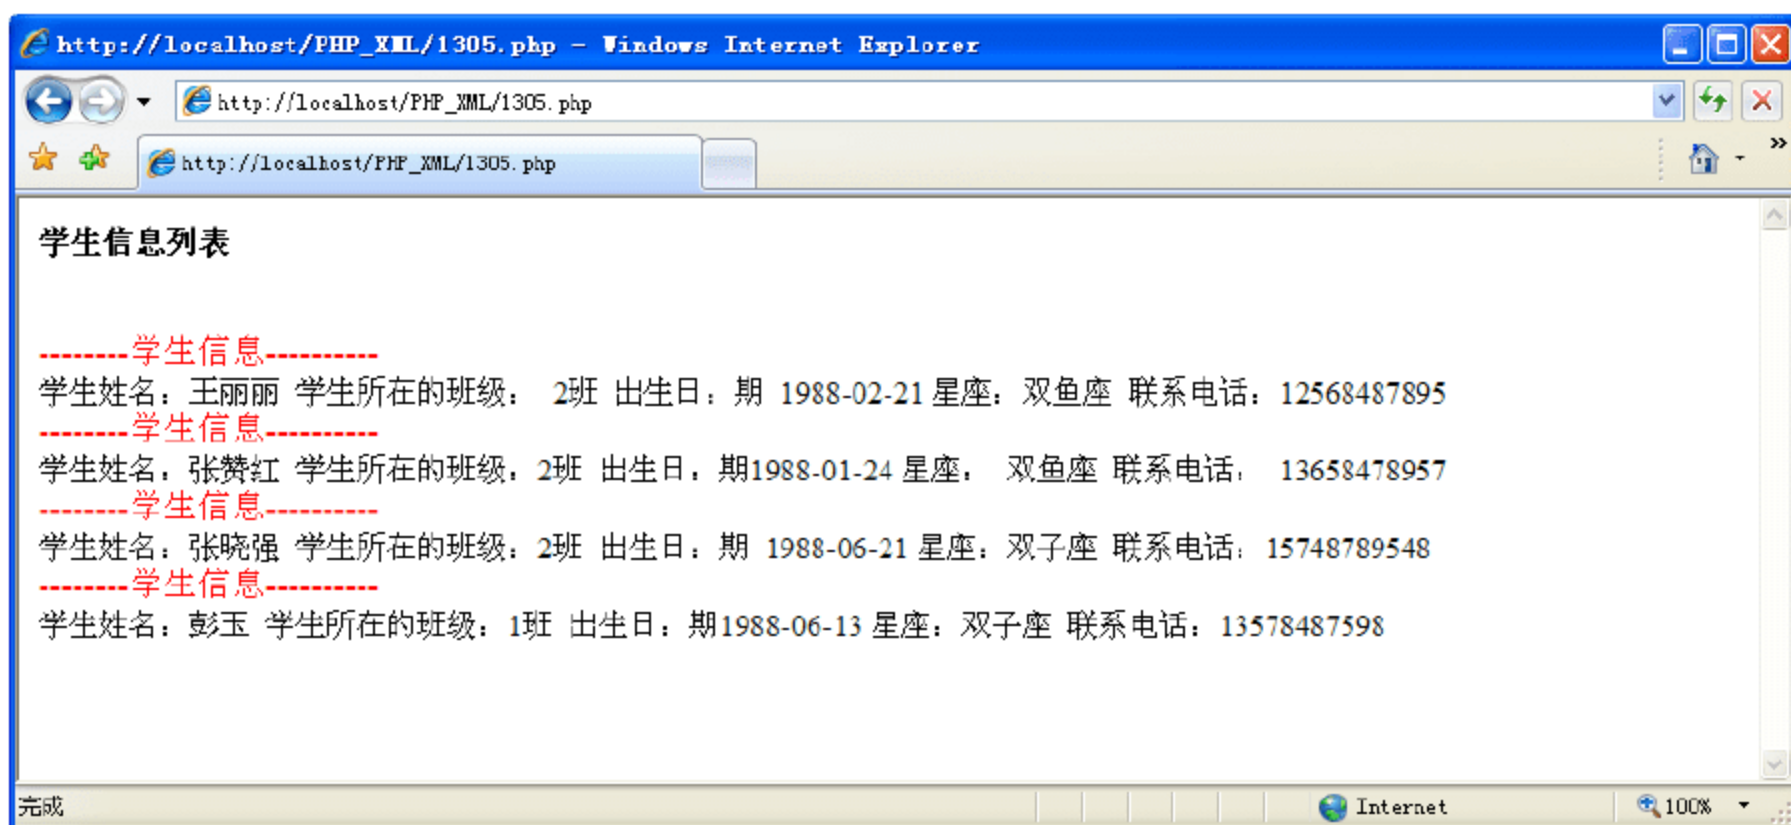 http://localhost/PHP_XML/1305.php - Windows Internet Explorer
http://localhost/PHP_XML/1305.php
http://localhost/PHP_XML/1305.php
学生信息列表
--------学生信息----------
学生姓名：王丽丽 学生所在的班级： 2班 出生日：期 1988-02-21 星座：双鱼座 联系电话：12568487895
--------学生信息----------
学生姓名：张赞红 学生所在的班级：2班 出生日：期1988-01-24 星座： 双鱼座 联系电话： 13658478957
--------学生信息----------
学生姓名：张晓强 学生所在的班级：2班 出生日：期 1988-06-21 星座：双子座 联系电话：15748789548
--------学生信息----------
学生姓名：彭玉 学生所在的班级：1班 出生日：期1988-06-13 星座：双子座 联系电话：13578487598
完成 Internet 100%